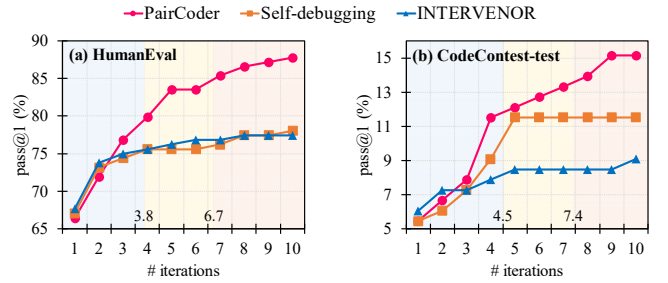 PairCoder Self-debugging INTERVENOR
(a) HumanEval
90
85
80
75
70
65
pass@1 (%)
3.8 6.7
1 2 3 4 5 6 7 8 9 10
# iterations
(b) CodeContest-test
15
13
11
9
7
5
pass@1 (%)
4.5 7.4
1 2 3 4 5 6 7 8 9 10
# iterations